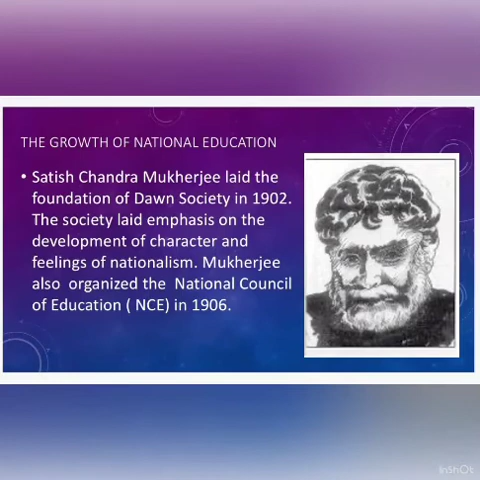 THE GROWTH OF NATIONAL EDUCATION
• Satish Chandra Mukherjee laid the
foundation of Dawn Society in 1902.
The society laid emphasis on the
development of character and
feelings of nationalism. Mukherjee
also organized the National Council
of Education ( NCE) in 1906.
InShOt